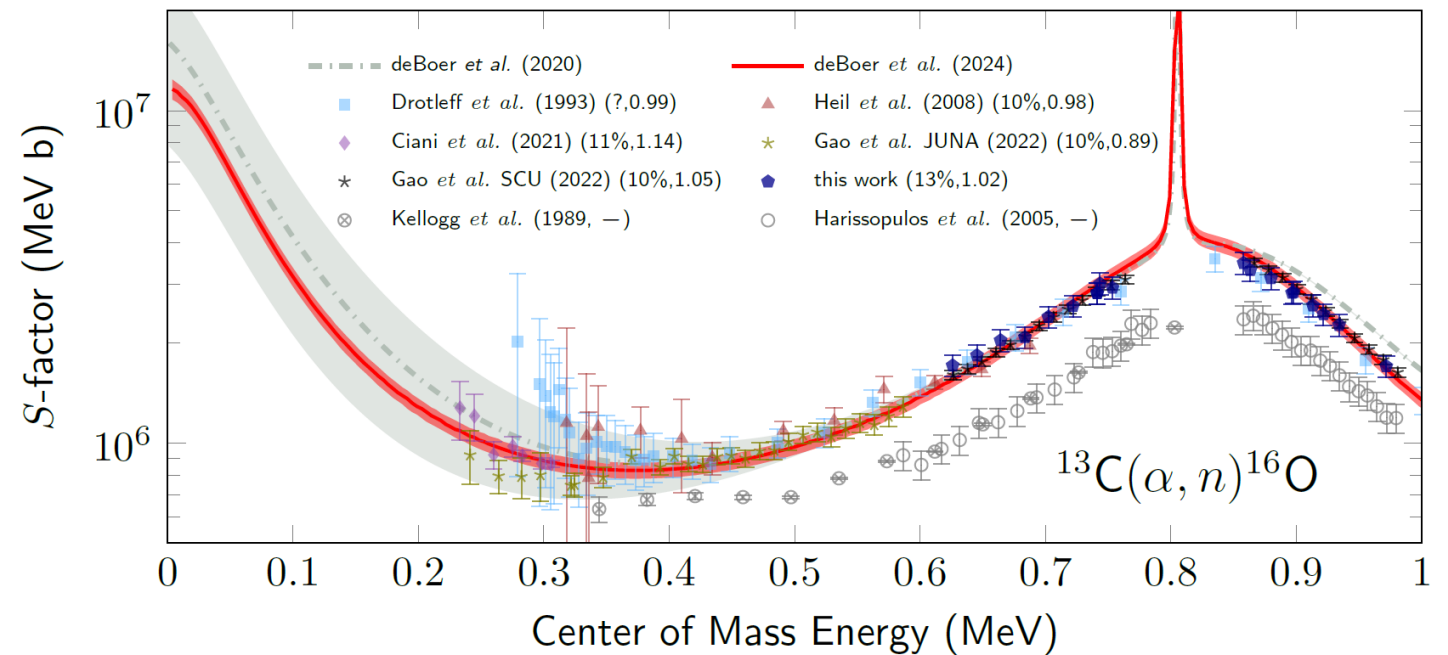 deBoer et al. (2020)
deBoer et al. (2024)
Drotleff et al. (1993) (?,0.99)
Heil et al. (2008) (10%,0.98)
Ciani et al. (2021) (11%,1.14)
Gao et al. JUNA (2022) (10%,0.89)
Gao et al. SCU (2022) (10%,1.05)
this work (13%,1.02)
Kellogg et al. (1989, −)
Harissopulos et al. (2005, −)
10⁷
10⁶
S-factor (MeV b)
¹³C(α, n)¹⁶O
0 0.1 0.2 0.3 0.4 0.5 0.6 0.7 0.8 0.9 1
Center of Mass Energy (MeV)